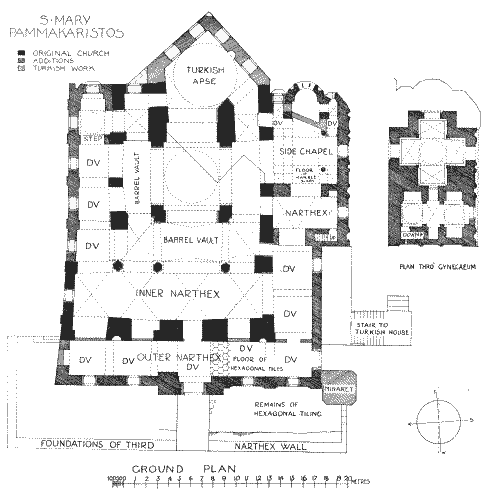 S·MARY
PAMMAKARISTOS
ORIGINAL CHURCH
ADDITIONS
TURKISH WORK
TURKISH
APSE
STEP
DV
DV
DV
SIDE CHAPEL
DV
DV
BARREL VAULT
FLOOR
MARBLE
NARTHEX
DV
BARREL VAULT
DOWN
PLAN THRO' GYNECAEUM
DV
INNER NARTHEX
DV
STAIR TO
TURKISH HOUSE
OUTER NARTHEX
DV
DV
DV
DV
FLOOR OF
HEXAGONAL TILES
DV
MINARET
REMAINS OF
HEXAGONAL TILING
FOUNDATIONS OF THIRD
NARTHEX WALL
GROUND PLAN
1 2 3 4 5 6 7 8 9 10 11 12 13 14 15 16 17 18 19 20 METRES